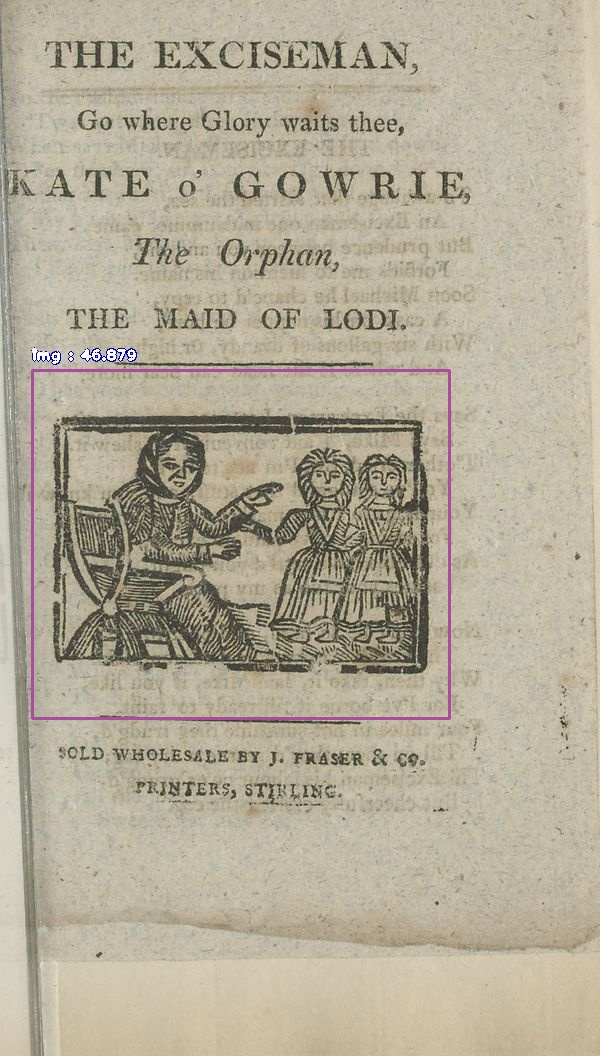 THE EXCISEMAN,
Go where Glory waits thee,
KATE o' GOWRIE,
The Orphan,
THE MAID OF LODI.
img : 46.879
SOLD WHOLESALE BY J. FRASER & CO.
PRINTERS, STIRLING.